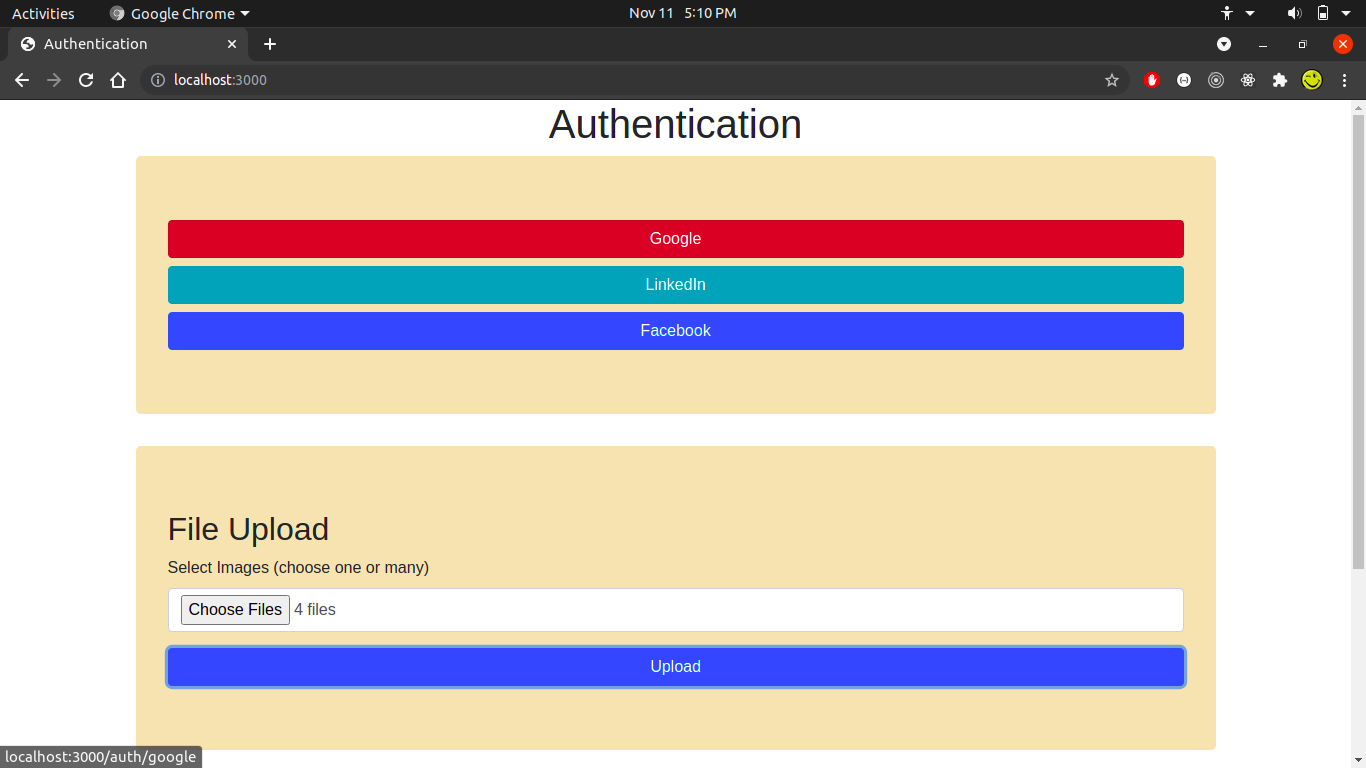 Activities Google Chrome Nov 11 5:10 PM
Authentication
localhost:3000
Authentication
Google
LinkedIn
Facebook
File Upload
Select Images (choose one or many)
Choose Files 4 files
Upload
localhost:3000/auth/google